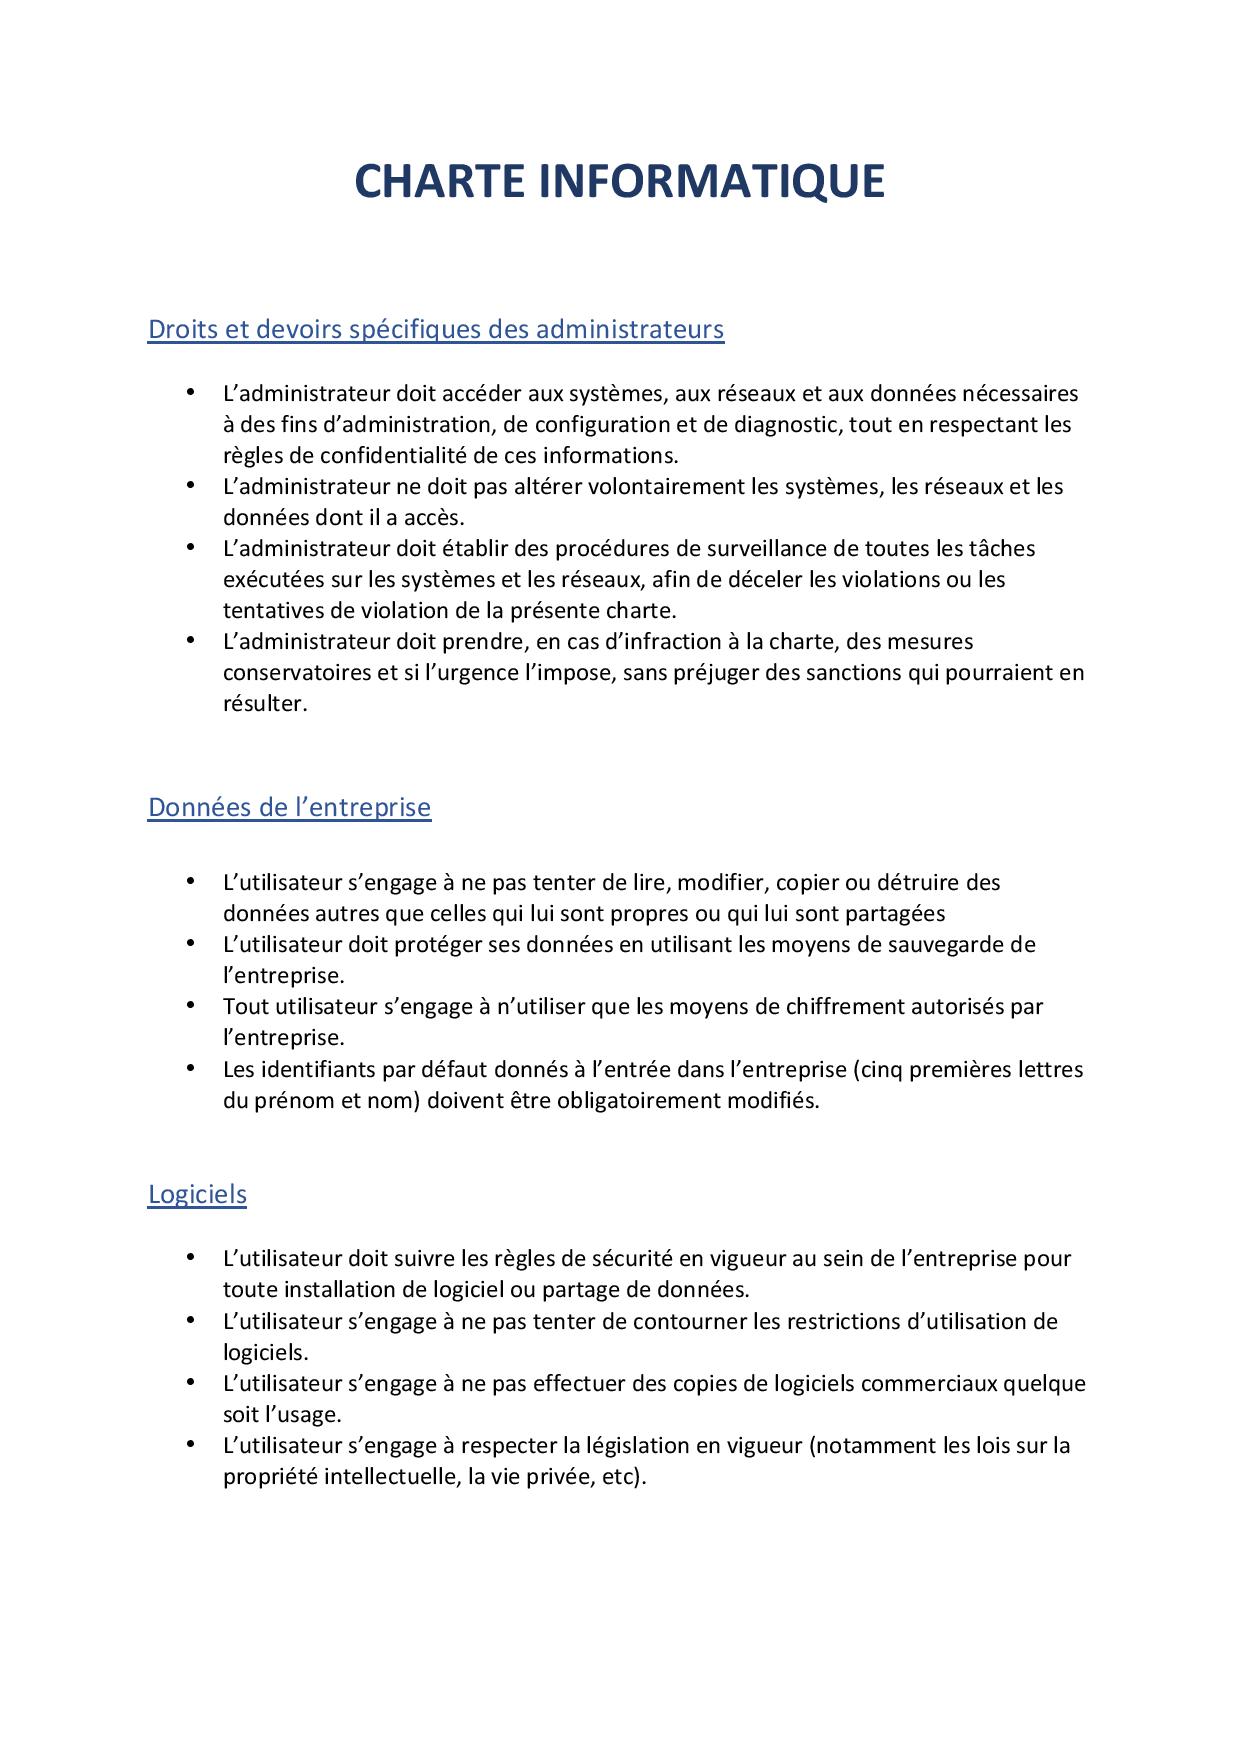 CHARTE INFORMATIQUE
Droits et devoirs spécifiques des administrateurs
• L’administrateur doit accéder aux systèmes, aux réseaux et aux données nécessaires
à des fins d’administration, de configuration et de diagnostic, tout en respectant les
règles de confidentialité de ces informations.
• L’administrateur ne doit pas altérer volontairement les systèmes, les réseaux et les
données dont il a accès.
• L’administrateur doit établir des procédures de surveillance de toutes les tâches
exécutées sur les systèmes et les réseaux, afin de déceler les violations ou les
tentatives de violation de la présente charte.
• L’administrateur doit prendre, en cas d’infraction à la charte, des mesures
conservatoires et si l’urgence l’impose, sans préjuger des sanctions qui pourraient en
résulter.
Données de l’entreprise
• L’utilisateur s’engage à ne pas tenter de lire, modifier, copier ou détruire des
données autres que celles qui lui sont propres ou qui lui sont partagées
• L’utilisateur doit protéger ses données en utilisant les moyens de sauvegarde de
l’entreprise.
• Tout utilisateur s’engage à n’utiliser que les moyens de chiffrement autorisés par
l’entreprise.
• Les identifiants par défaut donnés à l’entrée dans l’entreprise (cinq premières lettres
du prénom et nom) doivent être obligatoirement modifiés.
Logiciels
• L’utilisateur doit suivre les règles de sécurité en vigueur au sein de l’entreprise pour
toute installation de logiciel ou partage de données.
• L’utilisateur s’engage à ne pas tenter de contourner les restrictions d’utilisation de
logiciels.
• L’utilisateur s’engage à ne pas effectuer des copies de logiciels commerciaux quelque
soit l’usage.
• L’utilisateur s’engage à respecter la législation en vigueur (notamment les lois sur la
propriété intellectuelle, la vie privée, etc).